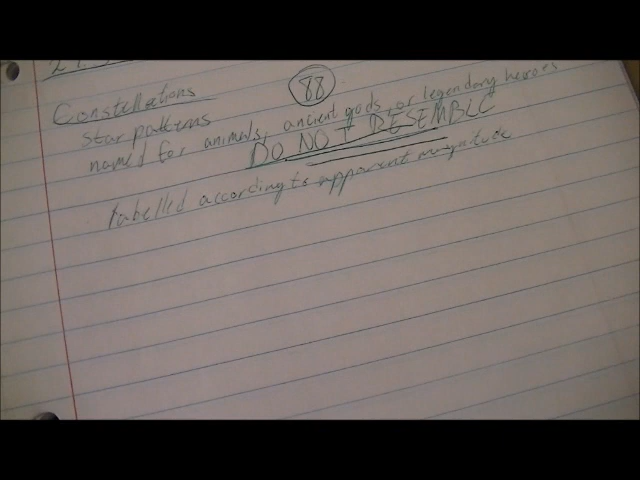 Constellations
88
star patterns
named for animals, ancient gods, or legendary heroes
DO NOT RESEMBLE
labelled according to apparent magnitude